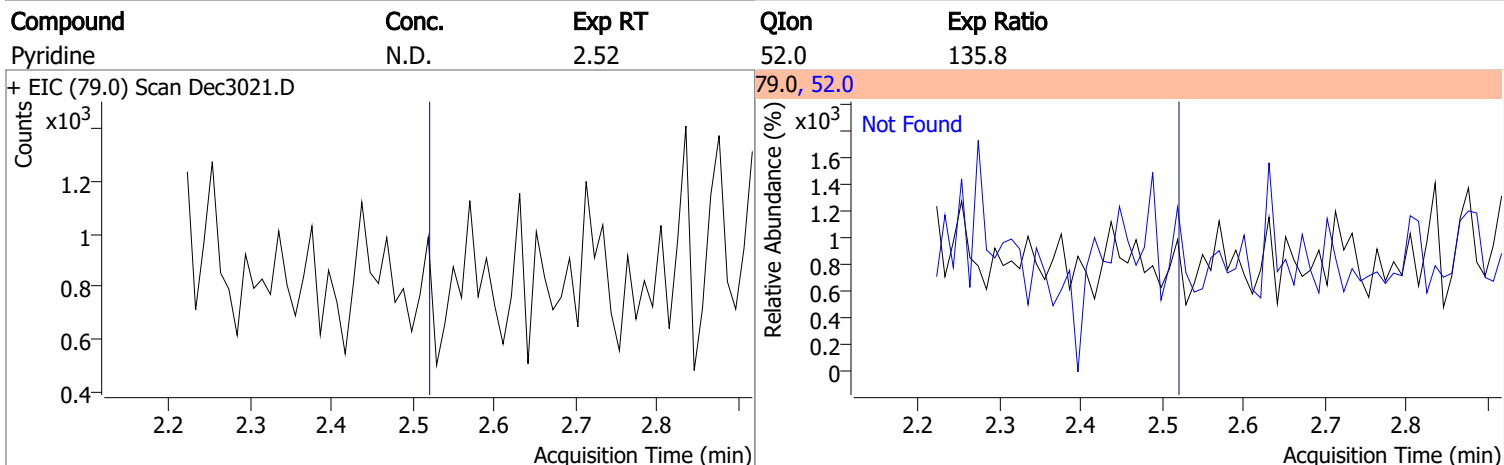 Compound Conc. Exp RT QIon Exp Ratio
Pyridine N.D. 2.52 52.0 135.8
+ EIC (79.0) Scan Dec3021.D
Counts
x10³
1.2
1
0.8
0.6
0.4
2.2 2.3 2.4 2.5 2.6 2.7 2.8
Acquisition Time (min)
79.0, 52.0
Relative Abundance (%)
x10³
Not Found
1.6
1.4
1.2
1
0.8
0.6
0.4
0.2
0
2.2 2.3 2.4 2.5 2.6 2.7 2.8
Acquisition Time (min)